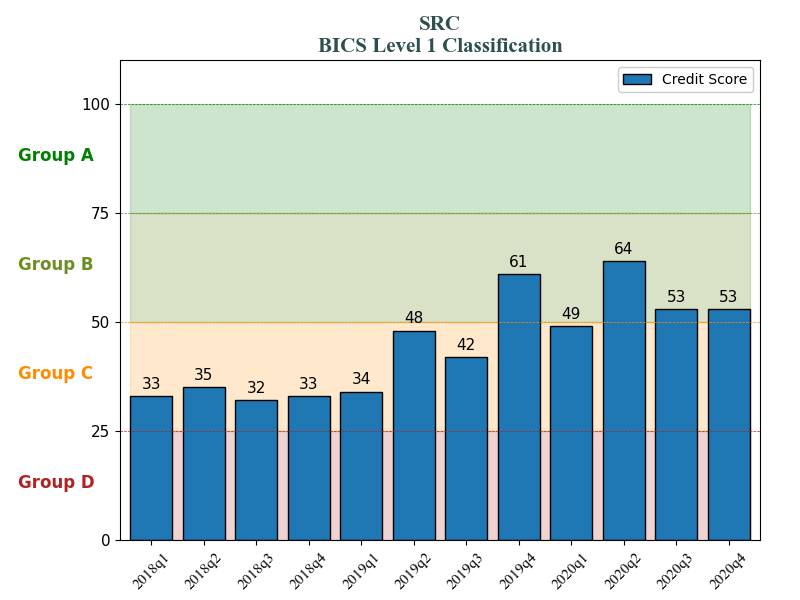 SRC
BICS Level 1 Classification
Credit Score
100
Group A
75
Group B
50
Group C
25
Group D
0
33
35
32
33
34
48
42
61
49
64
53
53
2018q1
2018q2
2018q3
2018q4
2019q1
2019q2
2019q3
2019q4
2020q1
2020q2
2020q3
2020q4